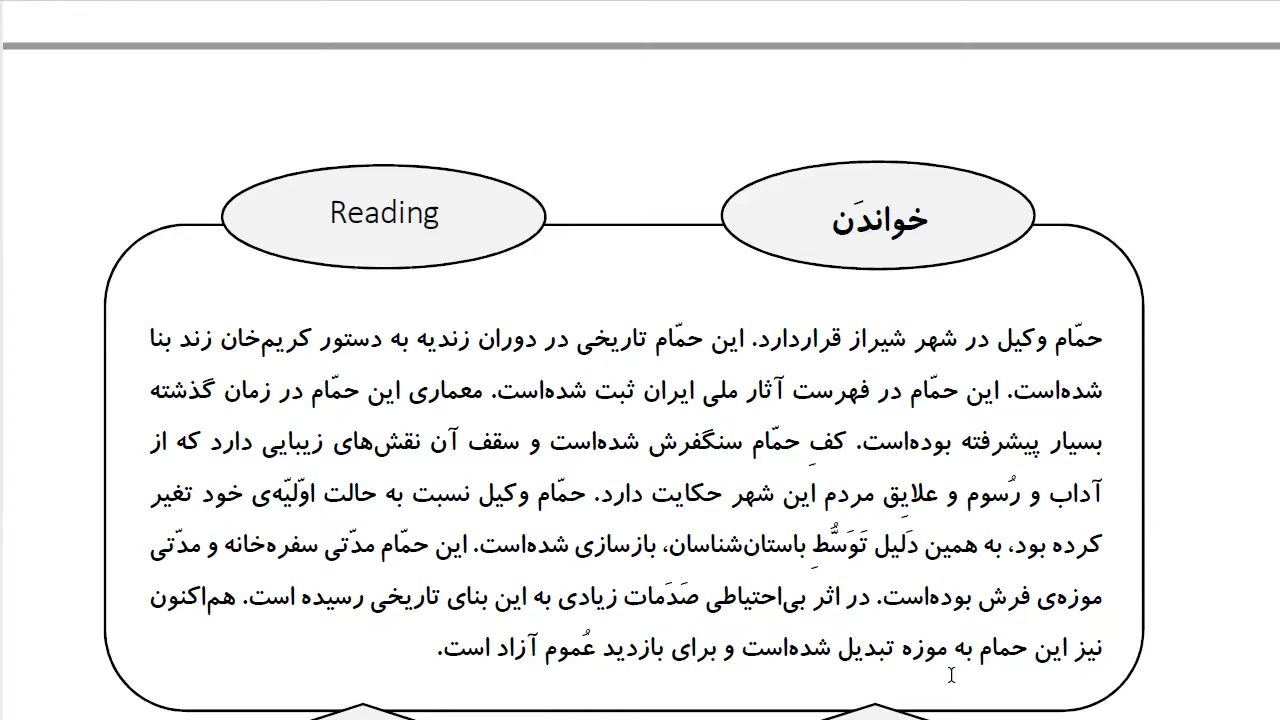 Reading
خواندَن
حمّام وکیل در شهر شیراز قراردارد. این حمّام تاریخی در دوران زندیه به دستور کریم‌خان زند بنا
شده‌است. این حمّام در فهرست آثار ملی ایران ثبت شده‌است. معماری این حمّام در زمان گذشته
بسیار پیشرفته بوده‌است. کفِ حمّام سنگفرش شده‌است و سقف آن نقش‌های زیبایی دارد که از
آداب و رُسوم و علایِق مردم این شهر حکایت دارد. حمّام وکیل نسبت به حالت اوّلیّه‌ی خود تغیر
کرده بود، به همین دَلیل تَوَسُّطِ باستان‌شناسان، بازسازی شده‌است. این حمّام مدّتی سفره‌خانه و مدّتی
موزه‌ی فرش بوده‌است. در اثر بی‌احتیاطی صَدَمات زیادی به این بنای تاریخی رسیده است. هم‌اکنون
نیز این حمام به موزه تبدیل شده‌است و برای بازدید عُموم آزاد است.